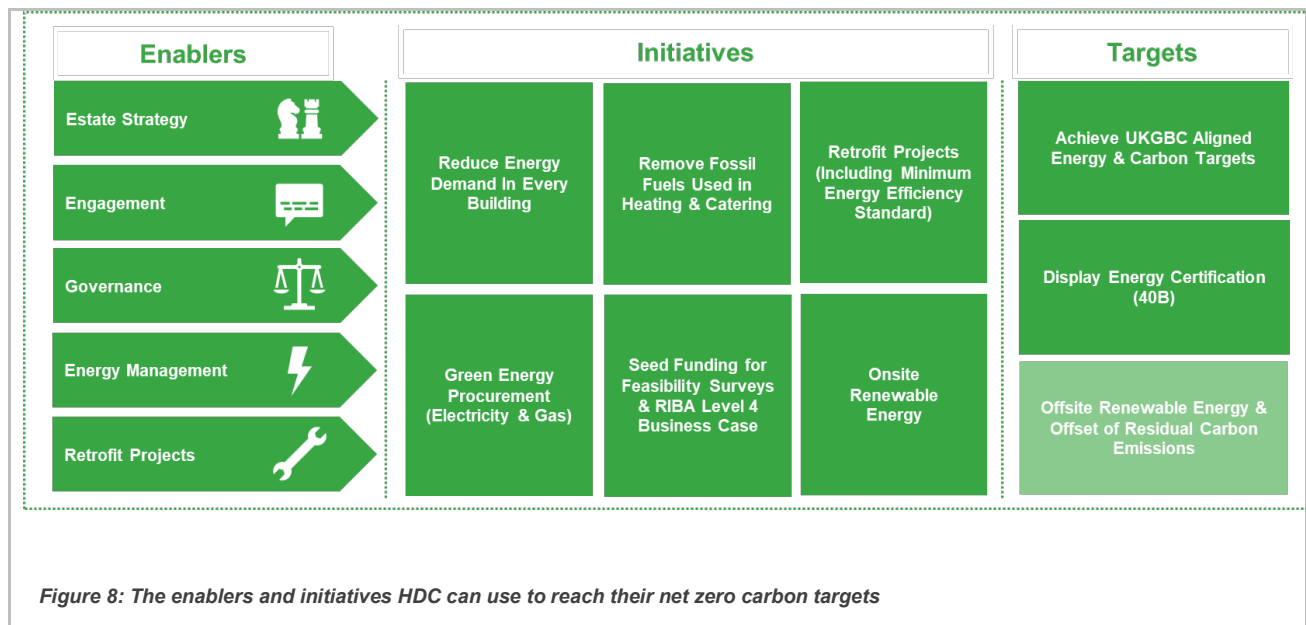 Enablers
Estate Strategy
Engagement
Governance
Energy Management
Retrofit Projects
Initiatives
Reduce Energy
Demand In Every
Building
Remove Fossil
Fuels Used in
Heating & Catering
Retrofit Projects
(Including Minimum
Energy Efficiency
Standard)
Green Energy
Procurement
(Electricity & Gas)
Seed Funding for
Feasibility Surveys
& RIBA Level 4
Business Case
Onsite
Renewable
Energy
Targets
Achieve UKGBC Aligned
Energy & Carbon Targets
Display Energy Certification
(40B)
Offsite Renewable Energy &
Offset of Residual Carbon
Emissions
Figure 8: The enablers and initiatives HDC can use to reach their net zero carbon targets